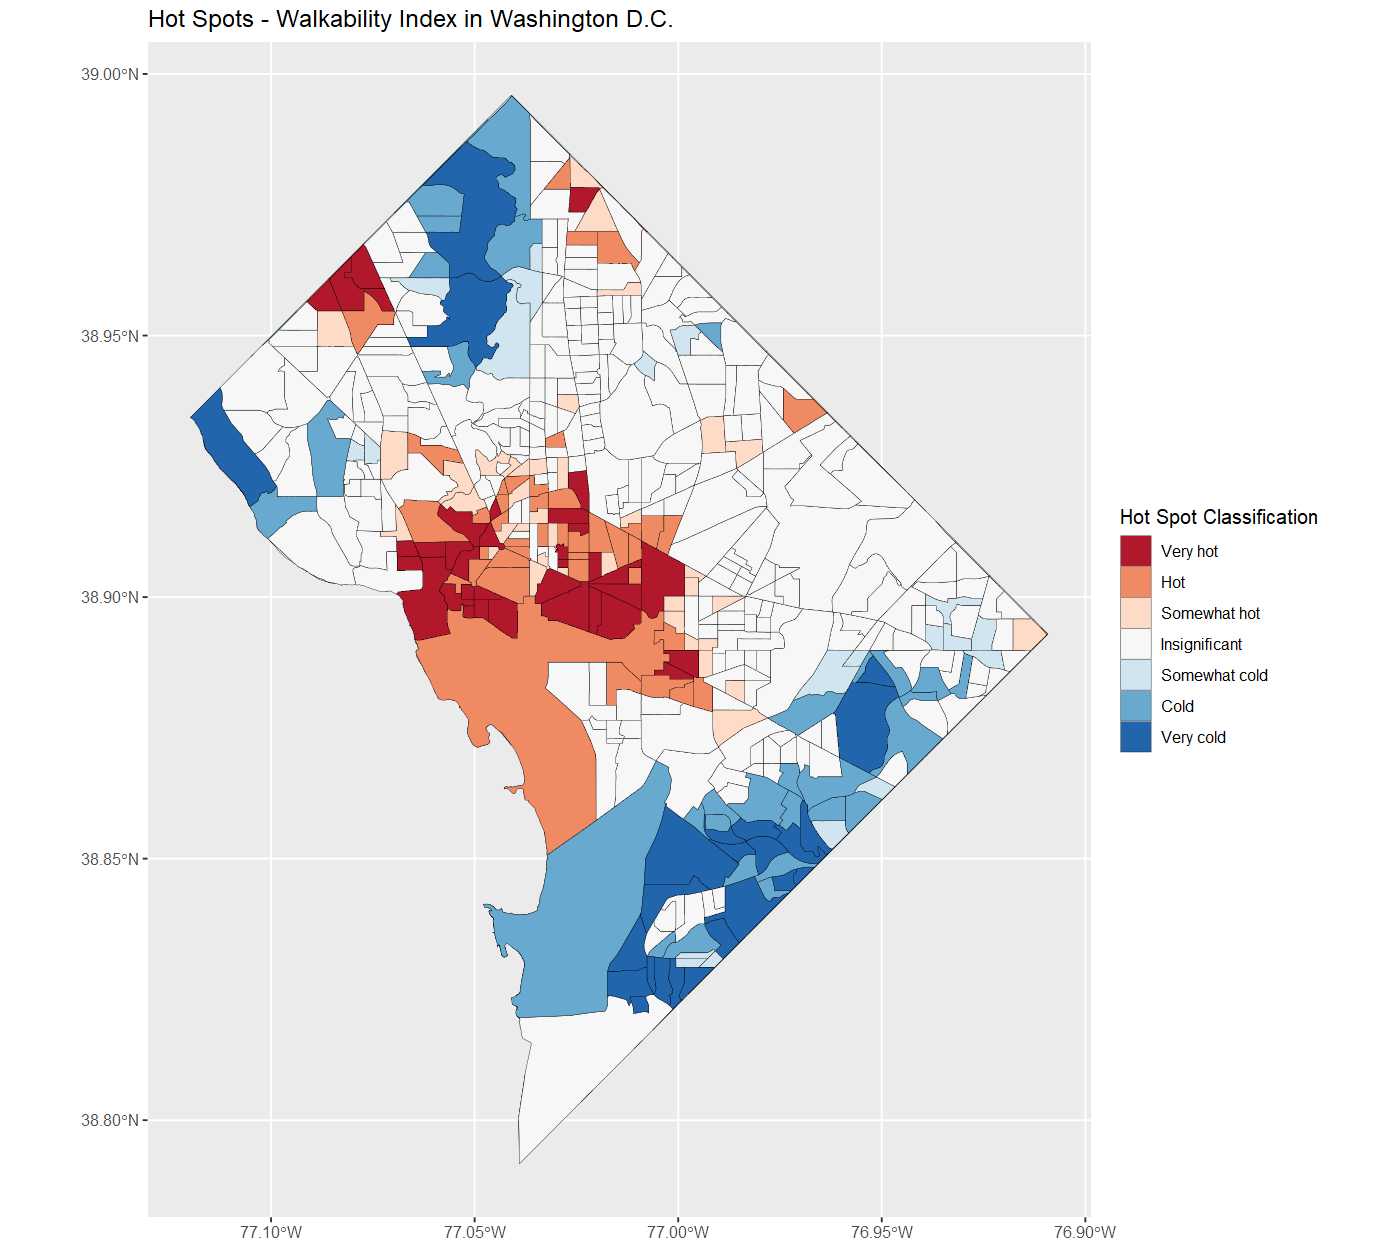 Hot Spots - Walkability Index in Washington D.C.
39.00°N
38.95°N
38.90°N
38.85°N
38.80°N
77.10°W
77.05°W
77.00°W
76.95°W
76.90°W
Hot Spot Classification
Very hot
Hot
Somewhat hot
Insignificant
Somewhat cold
Cold
Very cold